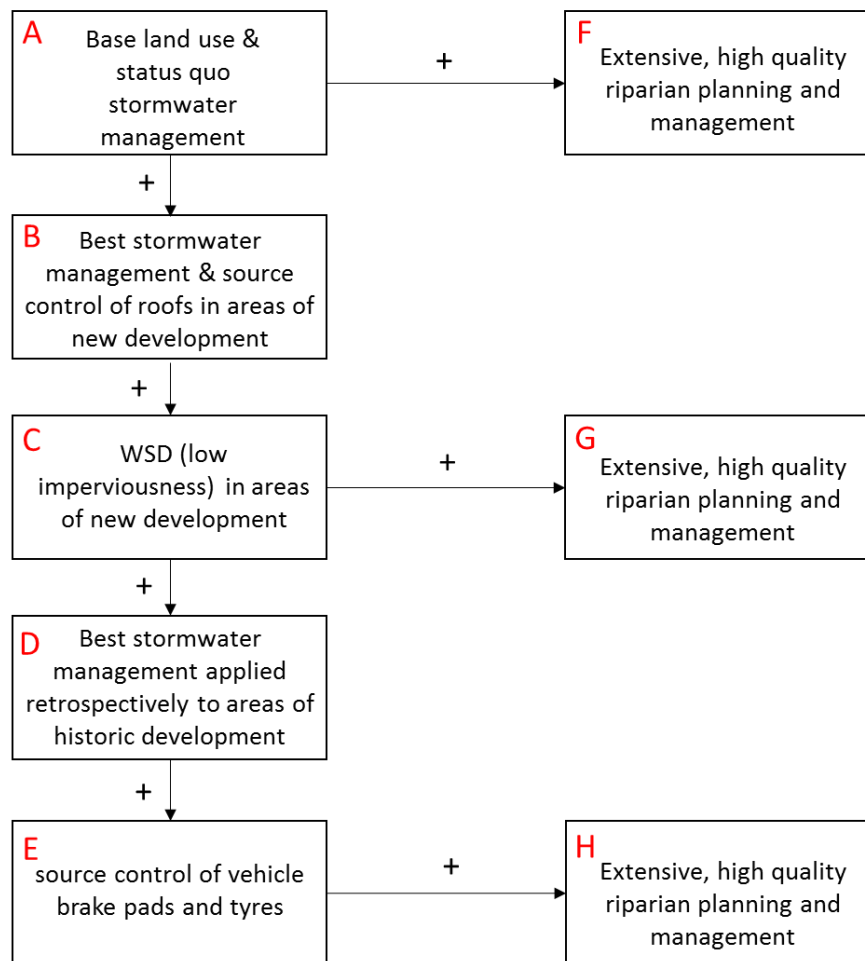 A
Base land use &
status quo
stormwater
management
+
F
Extensive, high quality
riparian planning and
management
+
B
Best stormwater
management & source
control of roofs in areas of
new development
+
C
WSD (low
imperviousness) in areas
of new development
+
G
Extensive, high quality
riparian planning and
management
+
D
Best stormwater
management applied
retrospectively to areas of
historic development
+
E
source control of vehicle
brake pads and tyres
+
H
Extensive, high quality
riparian planning and
management